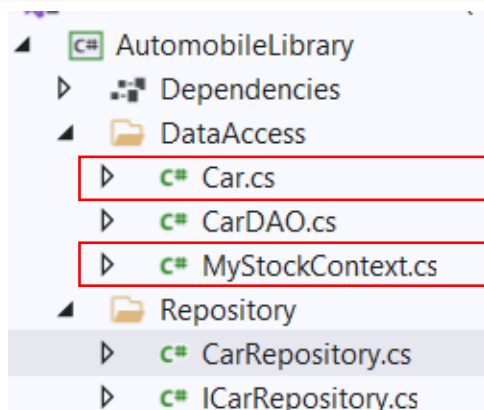 C# AutomobileLibrary
Dependencies
DataAccess
C# Car.cs
C# CarDAO.cs
C# MyStockContext.cs
Repository
C# CarRepository.cs
C# ICarRepository.cs